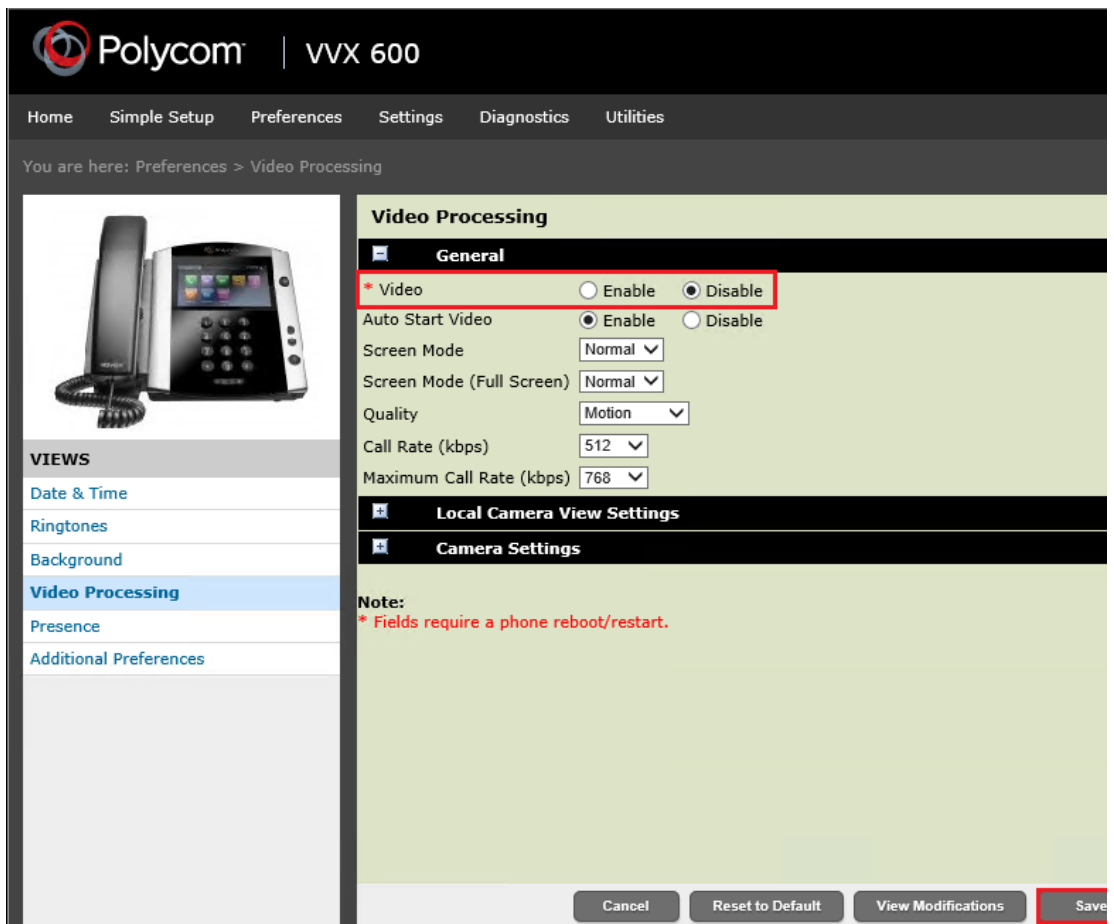 Polycom | VVX 600
Home Simple Setup Preferences Settings Diagnostics Utilities
You are here: Preferences > Video Processing
VIEWS
Date & Time
Ringtones
Background
Video Processing
Presence
Additional Preferences
Video Processing
General
* Video Enable Disable
Auto Start Video Enable Disable
Screen Mode Normal
Screen Mode (Full Screen) Normal
Quality Motion
Call Rate (kbps) 512
Maximum Call Rate (kbps) 768
Local Camera View Settings
Camera Settings
Note:
* Fields require a phone reboot/restart.
Cancel Reset to Default View Modifications Save